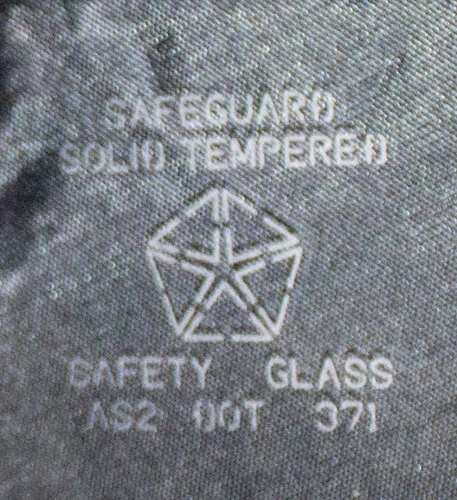 SAFEGUARD
SOLID TEMPERED
SAFETY GLASS
AS2 DOT 371